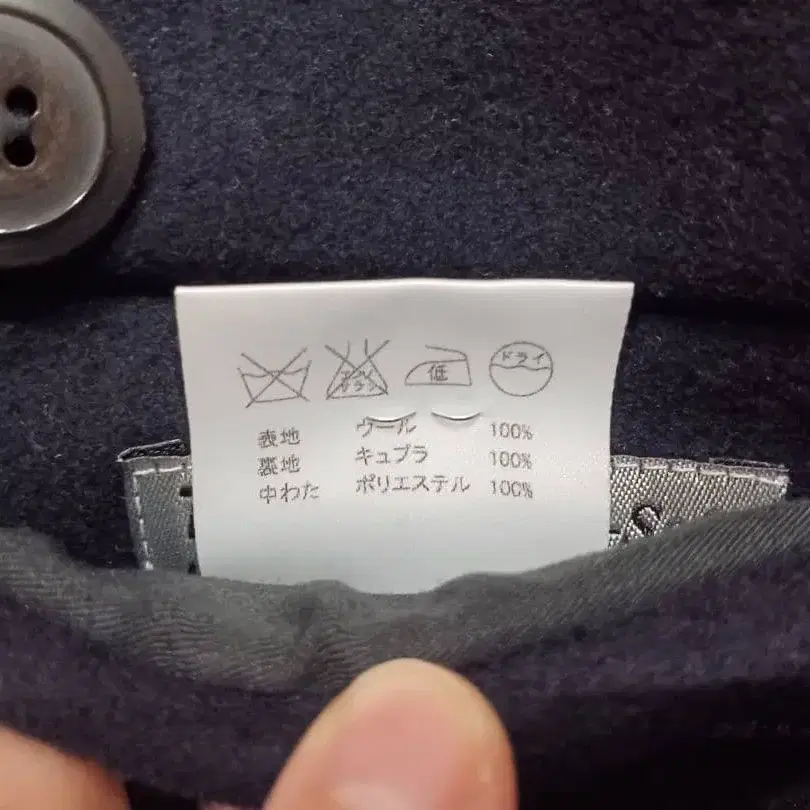 低 ドライ
表地 ウール 100%
裏地 キュプラ 100%
中わた ポリエステル 100%